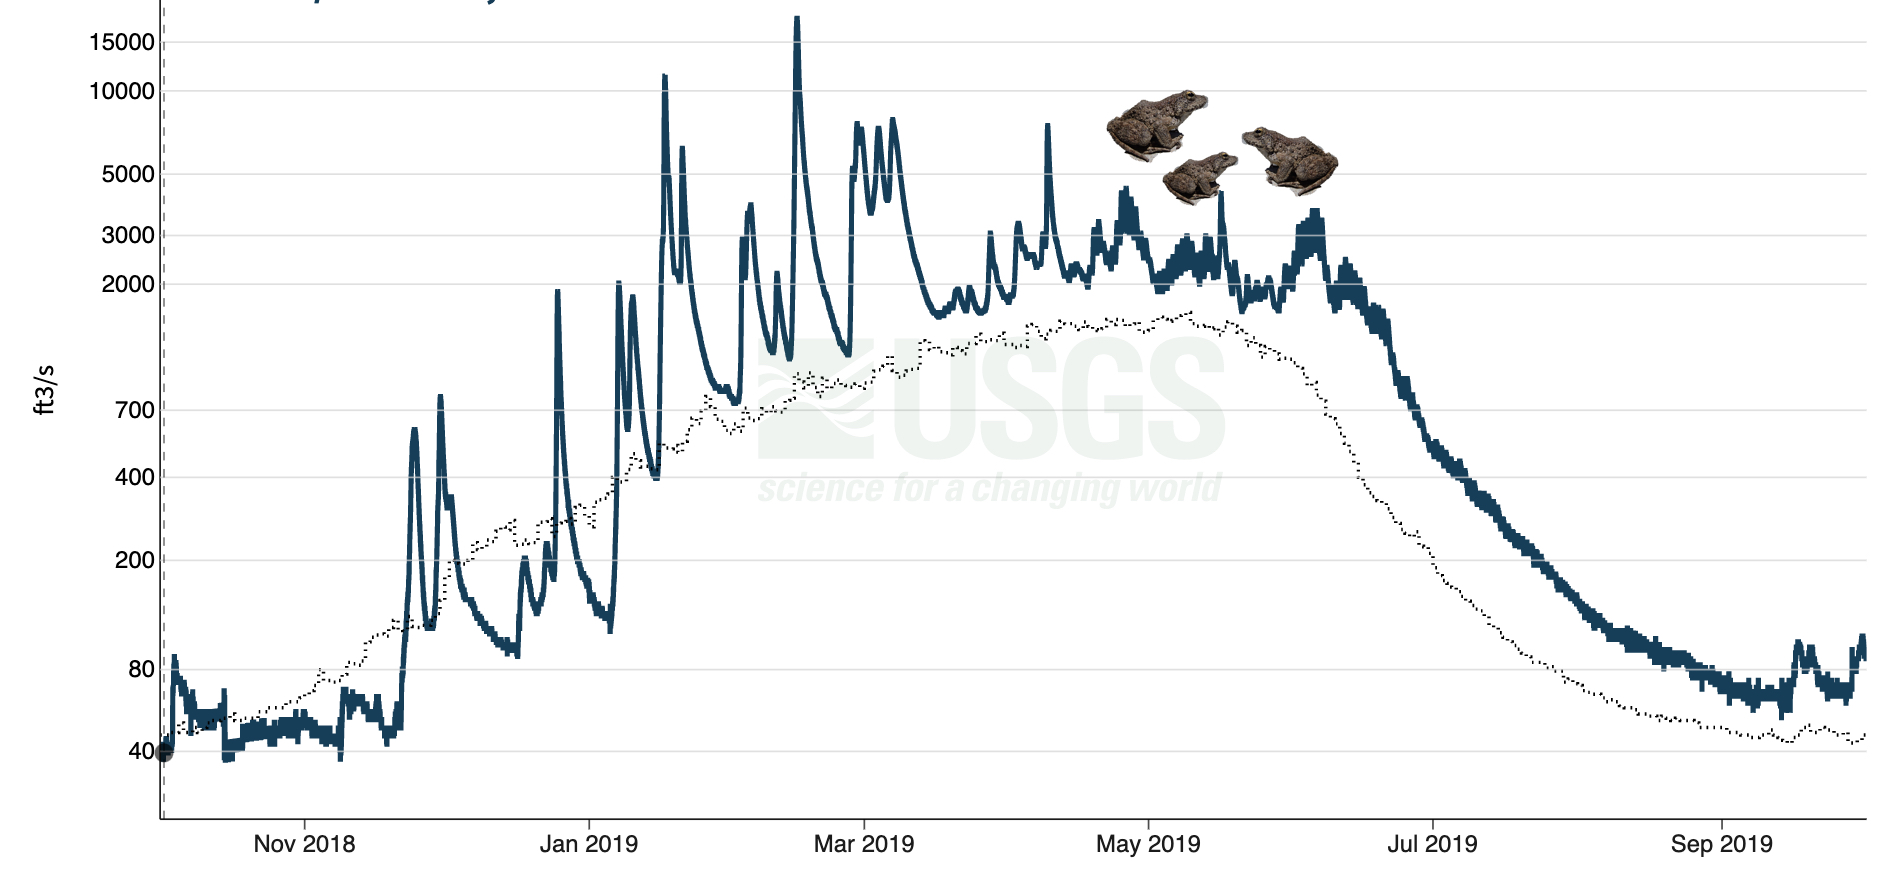 15000
10000
5000
3000
2000
ft3/s
700
400
200
80
40
USGS
science for a changing world
Nov 2018
Jan 2019
Mar 2019
May 2019
Jul 2019
Sep 2019